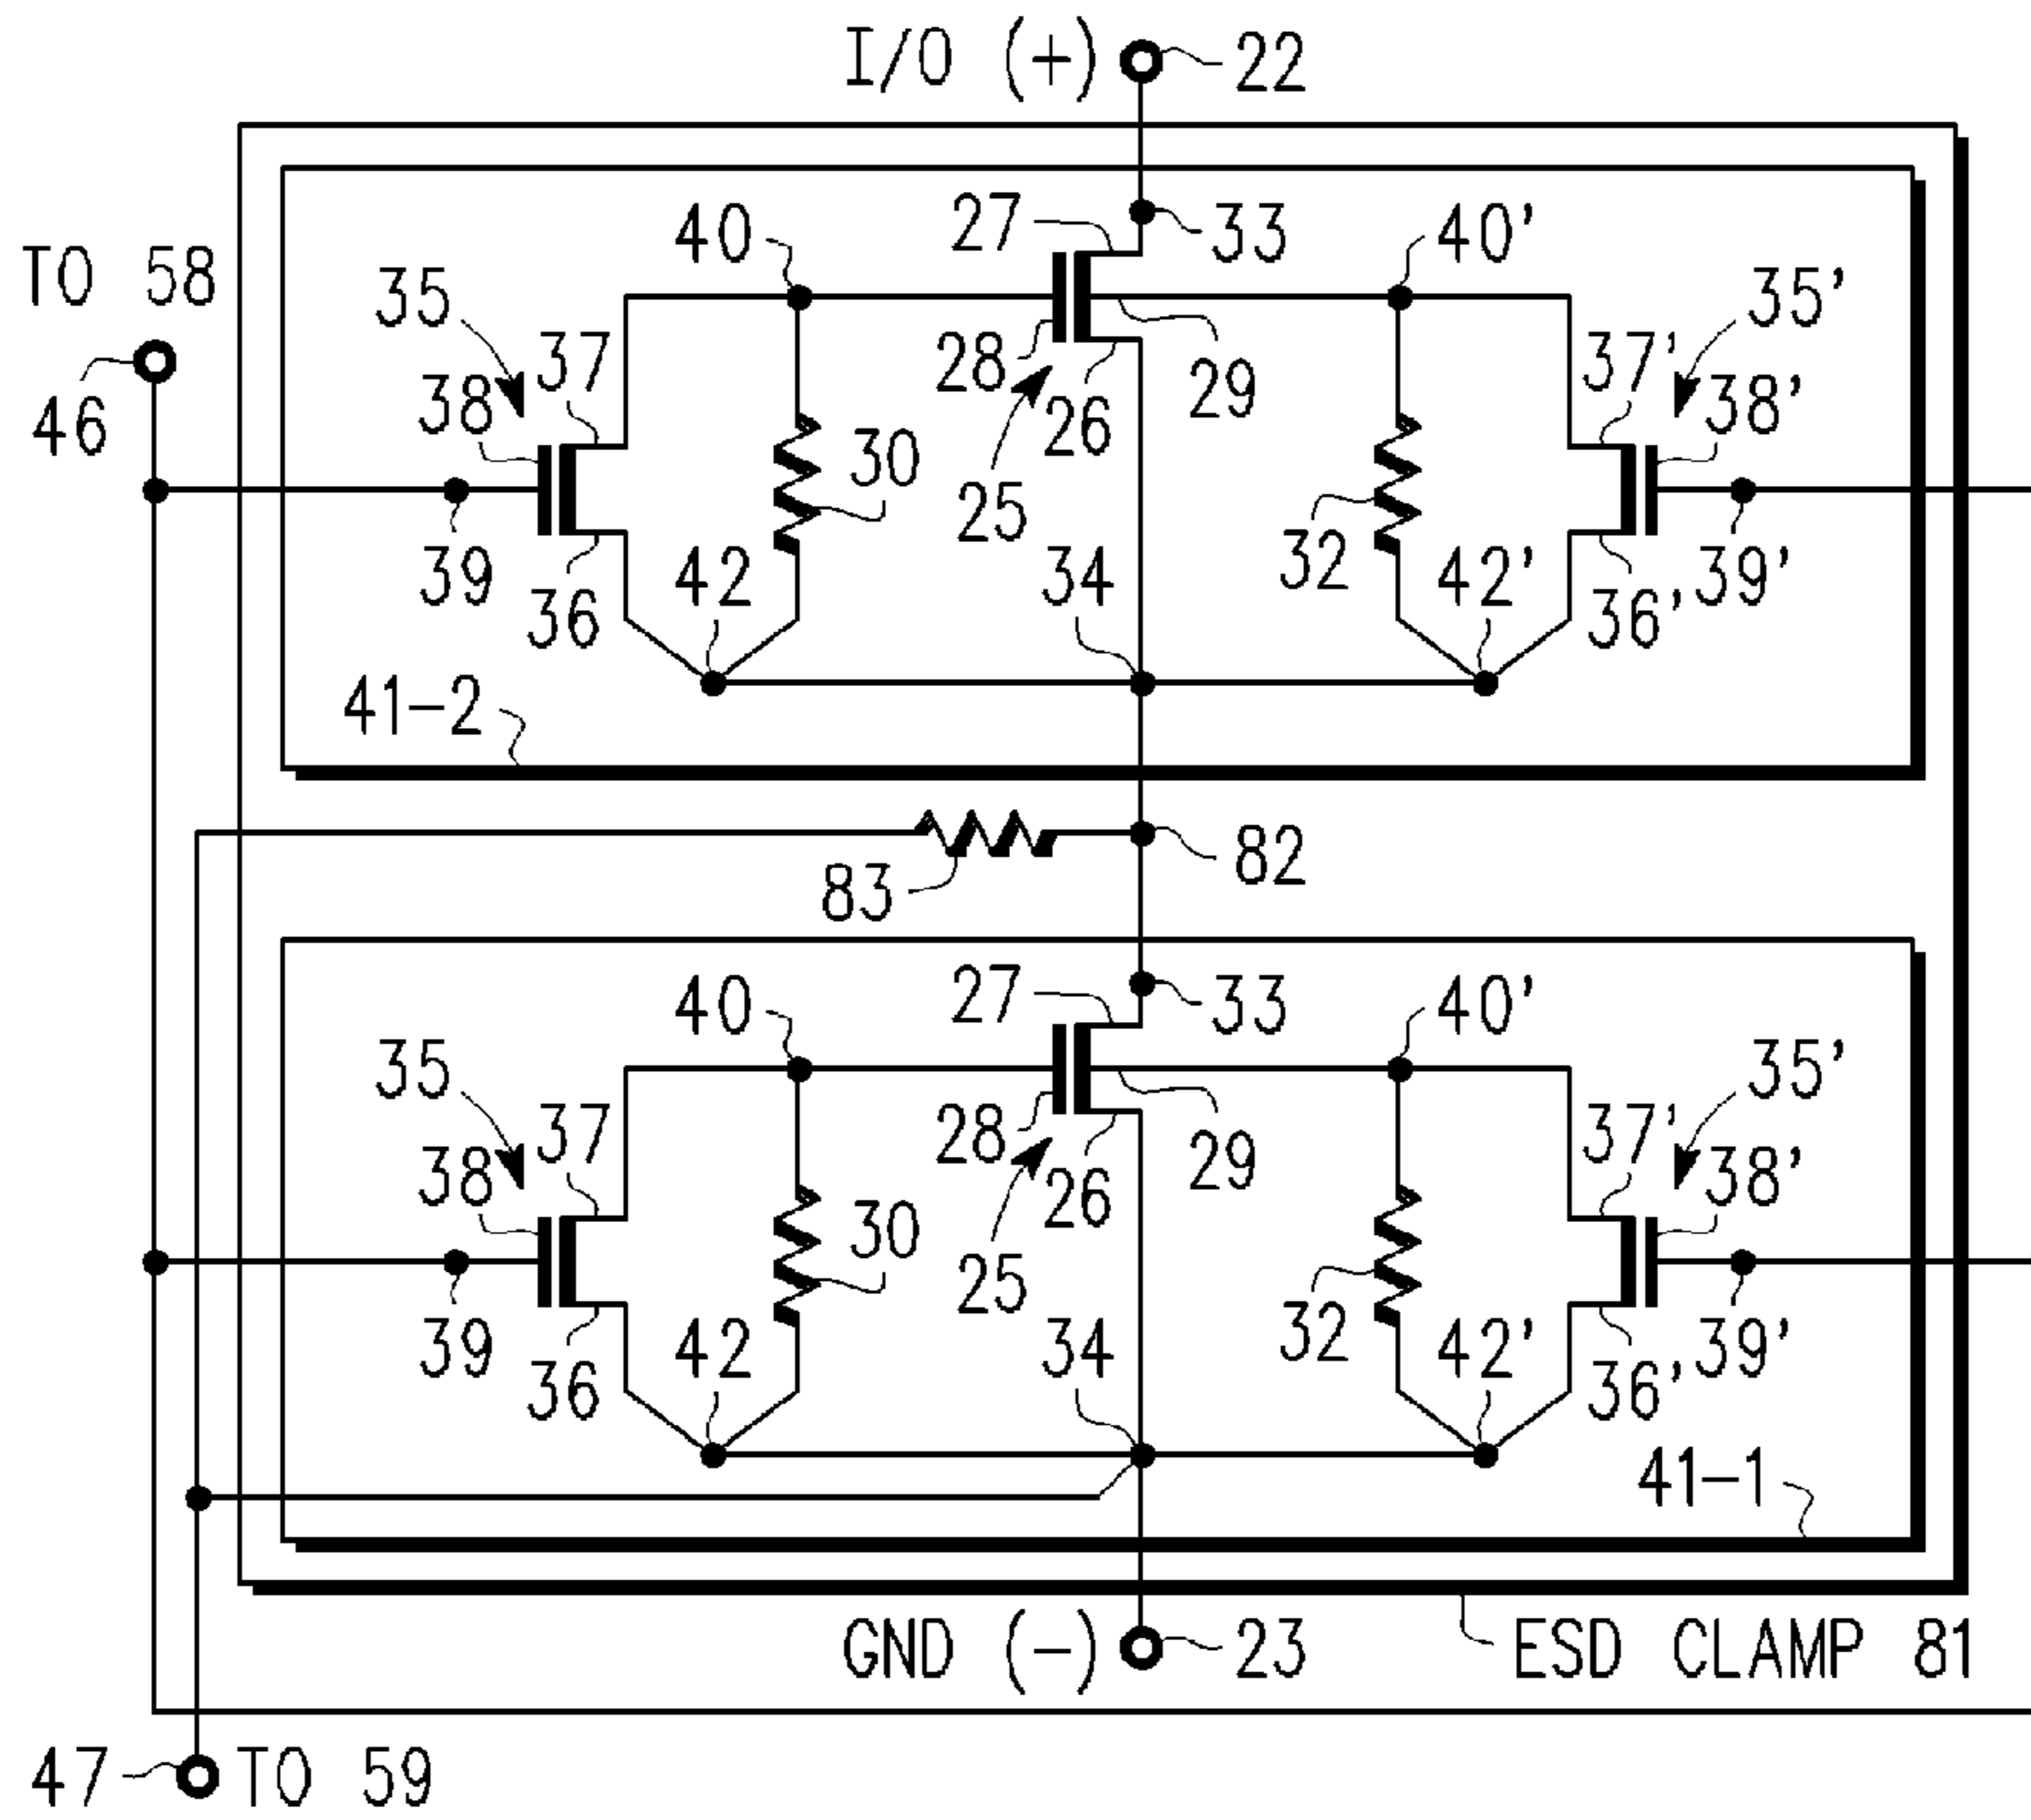 I/O (+) 22
27 33
40 40'
TO 58
35 35'
37 37'
38 28 29 38'
46 26
30
25
39 42 34 32 42' 39'
36 36'
41-2
82
83
27 33
40 40'
35 35'
37 37'
38 28 29 38'
26
30
25
39 42 34 32 42' 39'
36 36'
41-1
GND (-) 23 ESD CLAMP 81
47 TO 59